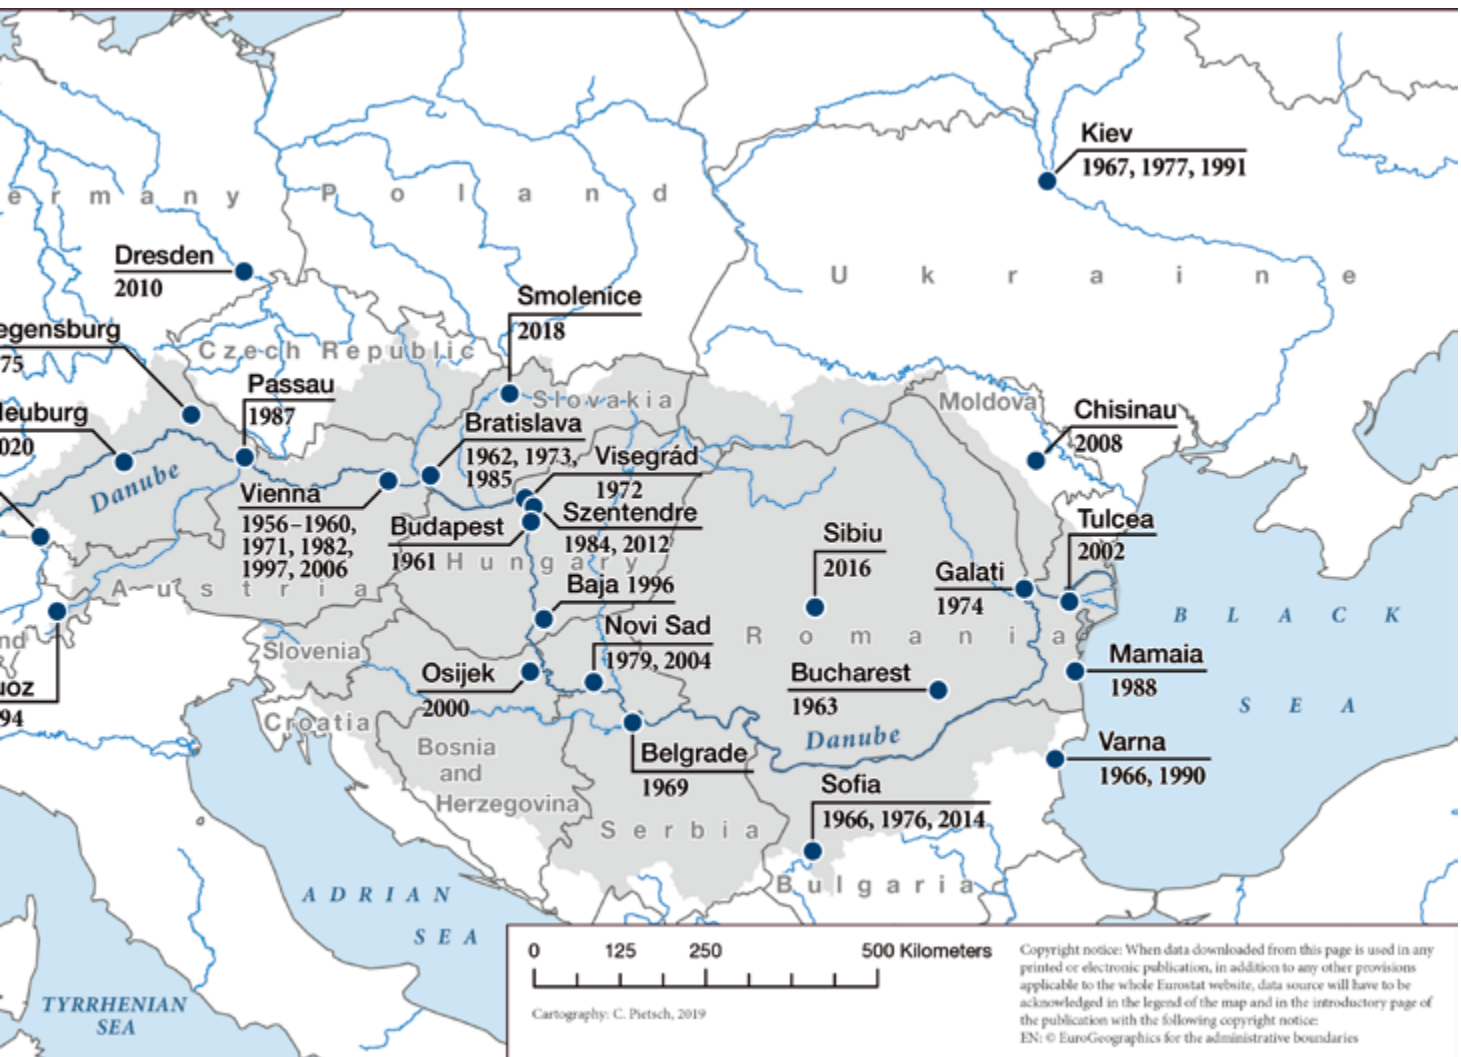 Kiev
1967, 1977, 1991
e r m a n y
P o l a n d
Dresden
2010
U k r a i n e
Smolenice
2018
egensburg
75
Czech Republic
Passau
1987
Slovakia
Moldova
euburg
020
Bratislava
1962, 1973,
1985
Chisinau
2008
Visegrád
1972
Danube
Vienna
1956–1960,
1971, 1982,
1997, 2006
Budapest
1961
Szentendre
1984, 2012
Hungary
Sibiu
2016
Tulcea
2002
Galati
1974
Austria
Baja 1996
BLACK
SEA
Novi Sad
1979, 2004
Romania
nd
Slovenia
Osijek
2000
Bucharest
1963
Mamaia
1988
uoz
94
Croatia
Bosnia
and
Herzegovina
Danube
Belgrade
1969
Varna
1966, 1990
Sofia
1966, 1976, 2014
Serbia
Bulgaria
ADRIAN
SEA
TYRRHENIAN
SEA
0 125 250 500 Kilometers
Cartography: C. Pietsch, 2019
Copyright notice: When data downloaded from this page is used in any
printed or electronic publication, in addition to any other provisions
applicable to the whole Eurostat website, data source will have to be
acknowledged in the legend of the map and in the introductory page of
the publication with the following copyright notice:
EN: © EuroGeographics for the administrative boundaries